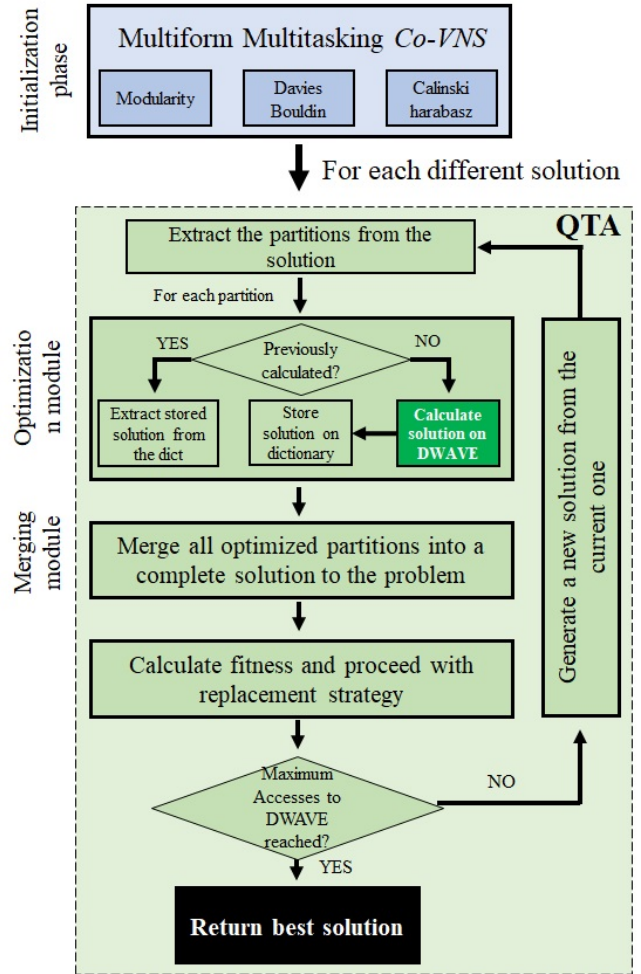 Initialization
phase
Multiform Multitasking Co-VNS
Modularity
Davies
Bouldin
Calinski
harabasz
For each different solution
QTA
Extract the partitions from the
solution
For each partition
Optimizatio
n module
YES
Previously
calculated?
NO
Extract stored
solution from
the dict
Store
solution on
dictionary
Calculate
solution on
DWAVE
Merging
module
Merge all optimized partitions into a
complete solution to the problem
Calculate fitness and proceed with
replacement strategy
Generate a new solution from the
current one
Maximum
Accesses to
DWAVE
reached?
NO
YES
Return best solution